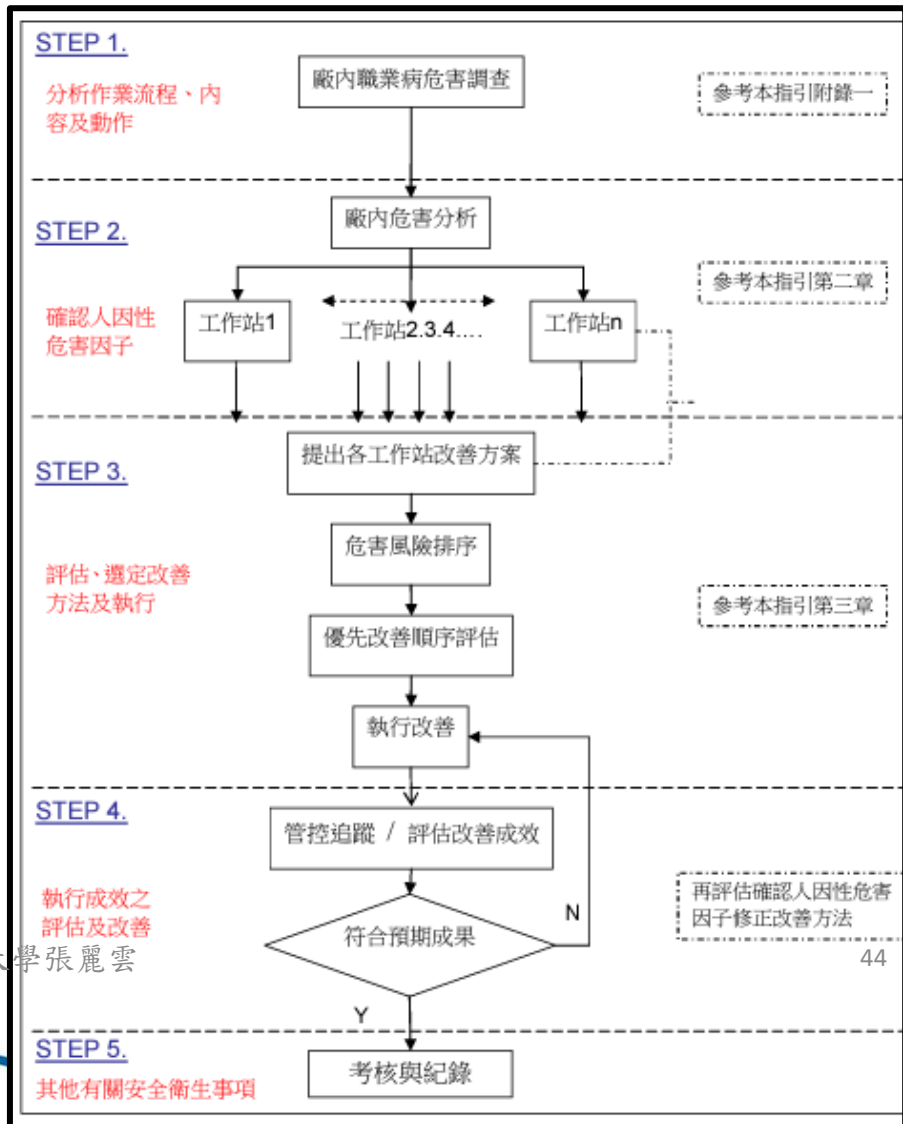 STEP 1.
廠內職業病危害調查
分析作業流程、內
容及動作
參考本指引附錄一
廠內危害分析
STEP 2.
參考本指引第二章
確認人因性
危害因子
工作站1
工作站2.3.4....
工作站n
提出各工作站改善方案
STEP 3.
危害風險排序
評估、選定改善
方法及執行
參考本指引第三章
優先改善順序評估
執行改善
STEP 4.
管控追蹤 / 評估改善成效
執行成效之
評估及改善
再評估確認人因性危害
因子修正改善方法
N
符合預期成果
學張麗雲
44
Y
STEP 5.
考核與紀錄
其他有關安全衛生事項